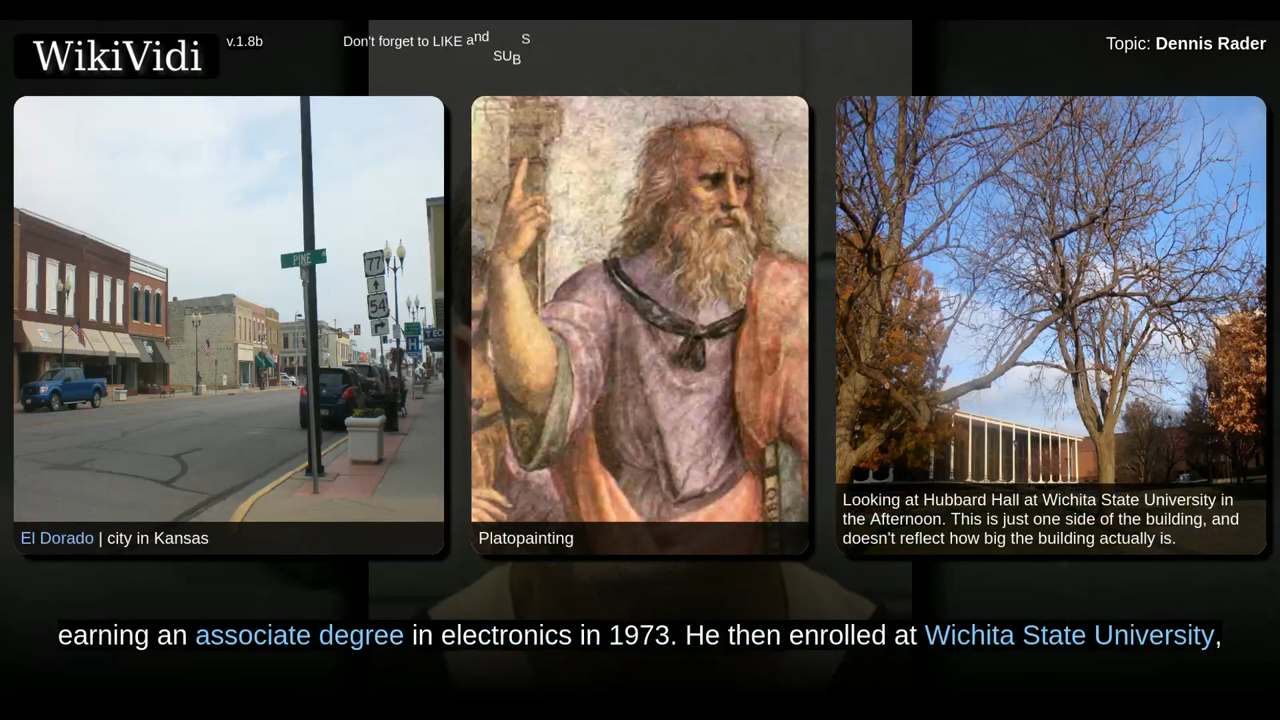 WikiVidi
v.1.8b
Don't forget to LIKE and SUB S
Topic: Dennis Rader
PINE
77
54
H
El Dorado | city in Kansas
Platopainting
Looking at Hubbard Hall at Wichita State University in
the Afternoon. This is just one side of the building, and
doesn't reflect how big the building actually is.
earning an associate degree in electronics in 1973. He then enrolled at Wichita State University,